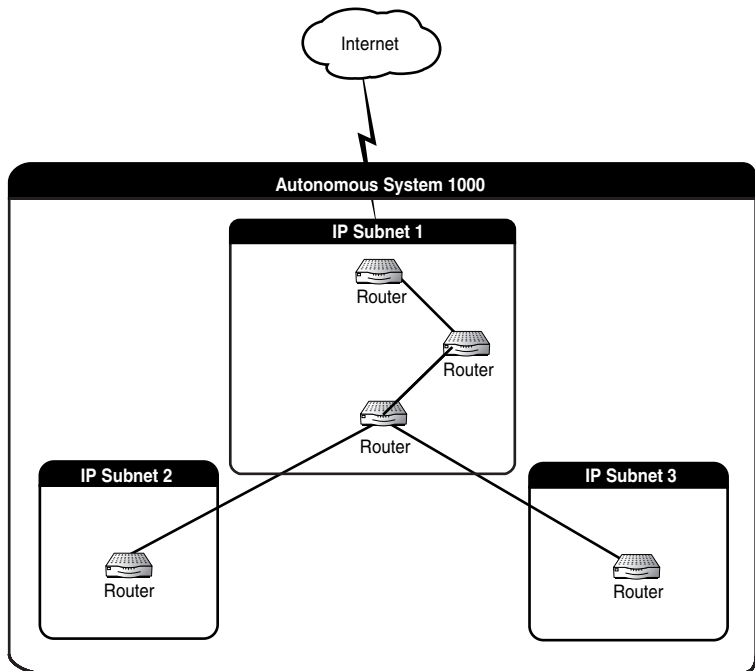 Internet
Autonomous System 1000
IP Subnet 1
Router
Router
Router
IP Subnet 2
IP Subnet 3
Router
Router